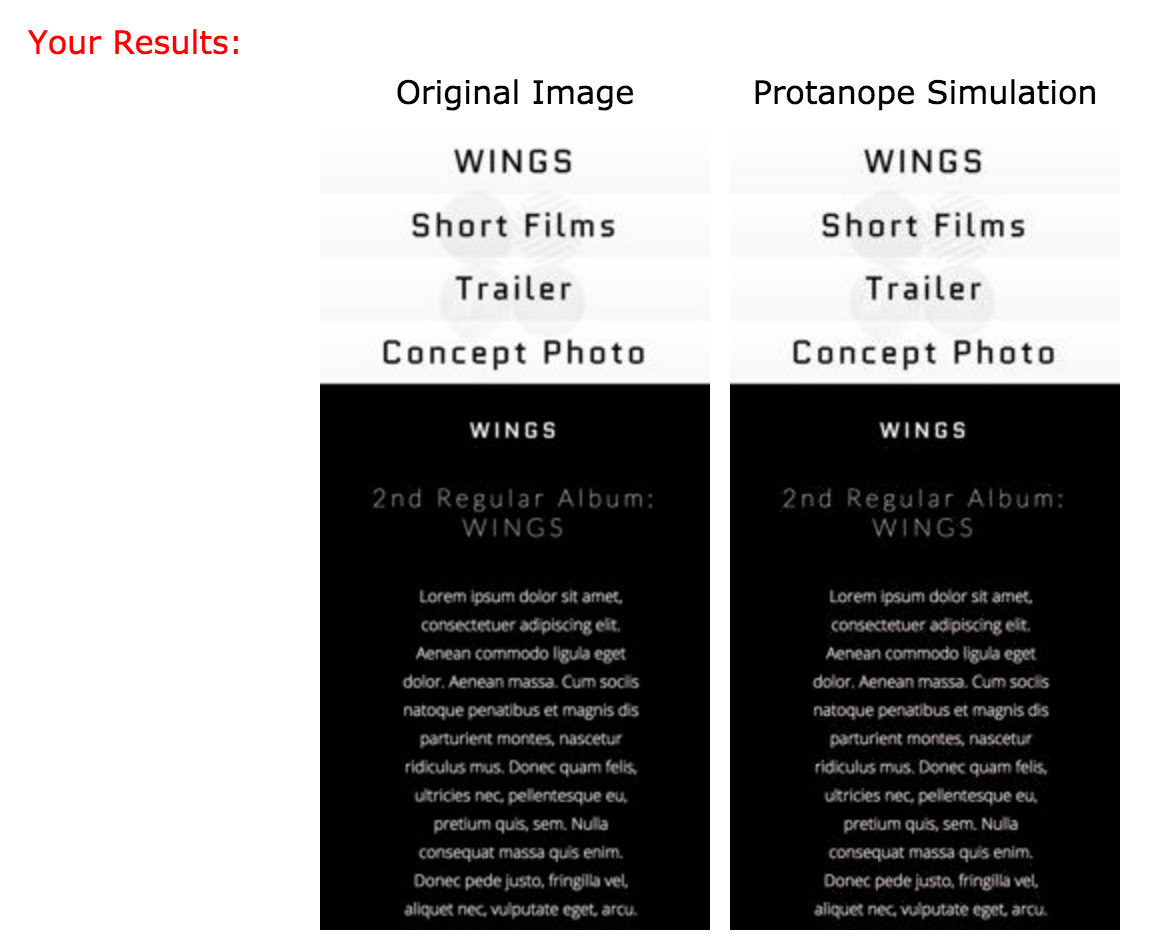 Your Results:
Original Image
Protanope Simulation
WINGS
Short Films
Trailer
Concept Photo
WINGS
2nd Regular Album:
WINGS
Lorem ipsum dolor sit amet,
consectetuer adipiscing elit.
Aenean commodo ligula eget
dolor. Aenean massa. Cum sociis
natoque penatibus et magnis dis
parturient montes, nascetur
ridiculus mus. Donec quam felis,
ultricies nec, pellentesque eu,
pretium quis, sem. Nulla
consequat massa quis enim.
Donec pede justo, fringilla vel,
aliquet nec, vulputate eget, arcu.
WINGS
Short Films
Trailer
Concept Photo
WINGS
2nd Regular Album:
WINGS
Lorem ipsum dolor sit amet,
consectetuer adipiscing elit.
Aenean commodo ligula eget
dolor. Aenean massa. Cum sociis
natoque penatibus et magnis dis
parturient montes, nascetur
ridiculus mus. Donec quam felis,
ultricies nec, pellentesque eu,
pretium quis, sem. Nulla
consequat massa quis enim.
Donec pede justo, fringilla vel,
aliquet nec, vulputate eget, arcu.